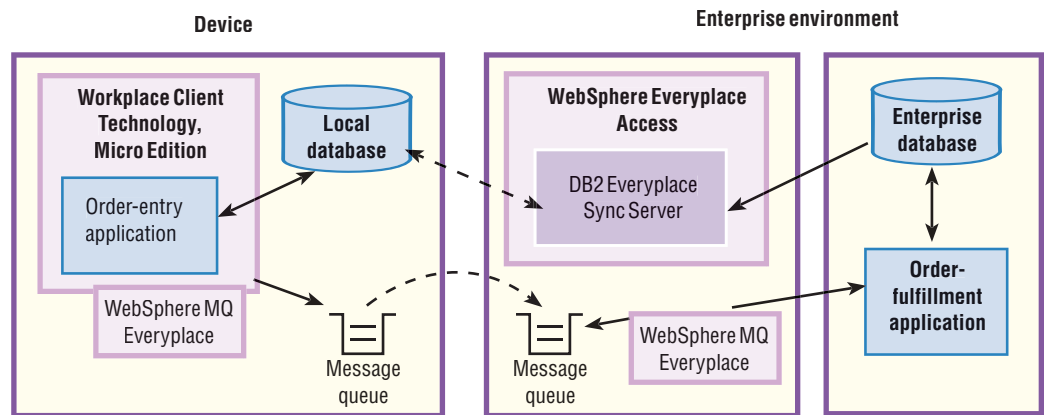 Device
Enterprise environment
Workplace Client
Technology,
Micro Edition
Local
database
Order-entry
application
WebSphere MQ
Everyplace
Message
queue
WebSphere Everyplace
Access
DB2 Everyplace
Sync Server
Message
queue
WebSphere MQ
Everyplace
Enterprise
database
Order-
fulfillment
application